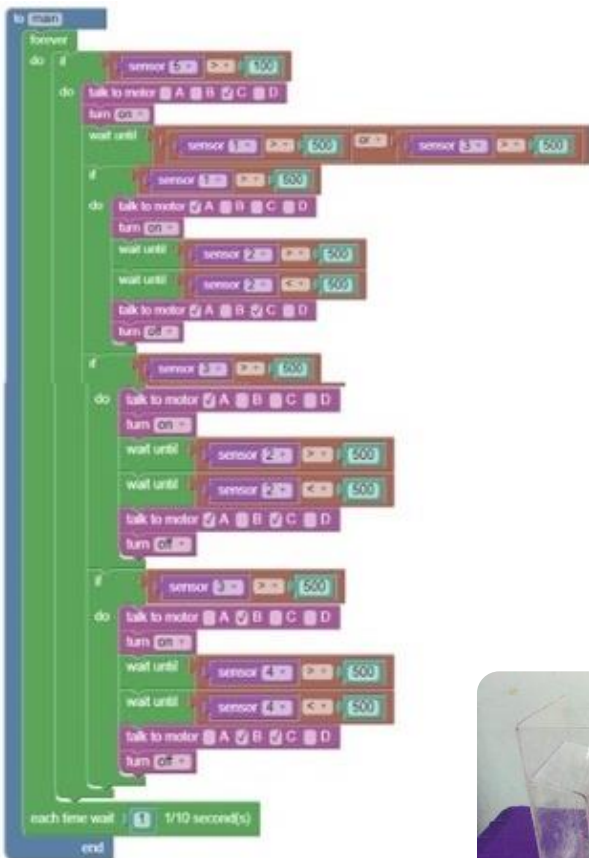 to main
forever
do if sensor 5 > 100
do talk to motor A B C D
turn on
wait until sensor 1 > 500 or sensor 3 > 500
if sensor 1 > 500
do talk to motor A B C D
turn on
wait until sensor 2 > 500
wait until sensor 2 < 500
talk to motor A B C D
turn off
if sensor 3 > 500
do talk to motor A B C D
turn on
wait until sensor 2 > 500
wait until sensor 2 < 500
talk to motor A B C D
turn off
if sensor 3 > 500
do talk to motor A B C D
turn on
wait until sensor 4 > 500
wait until sensor 4 < 500
talk to motor A B C D
turn off
each time wait 1 1/10 second(s)
end